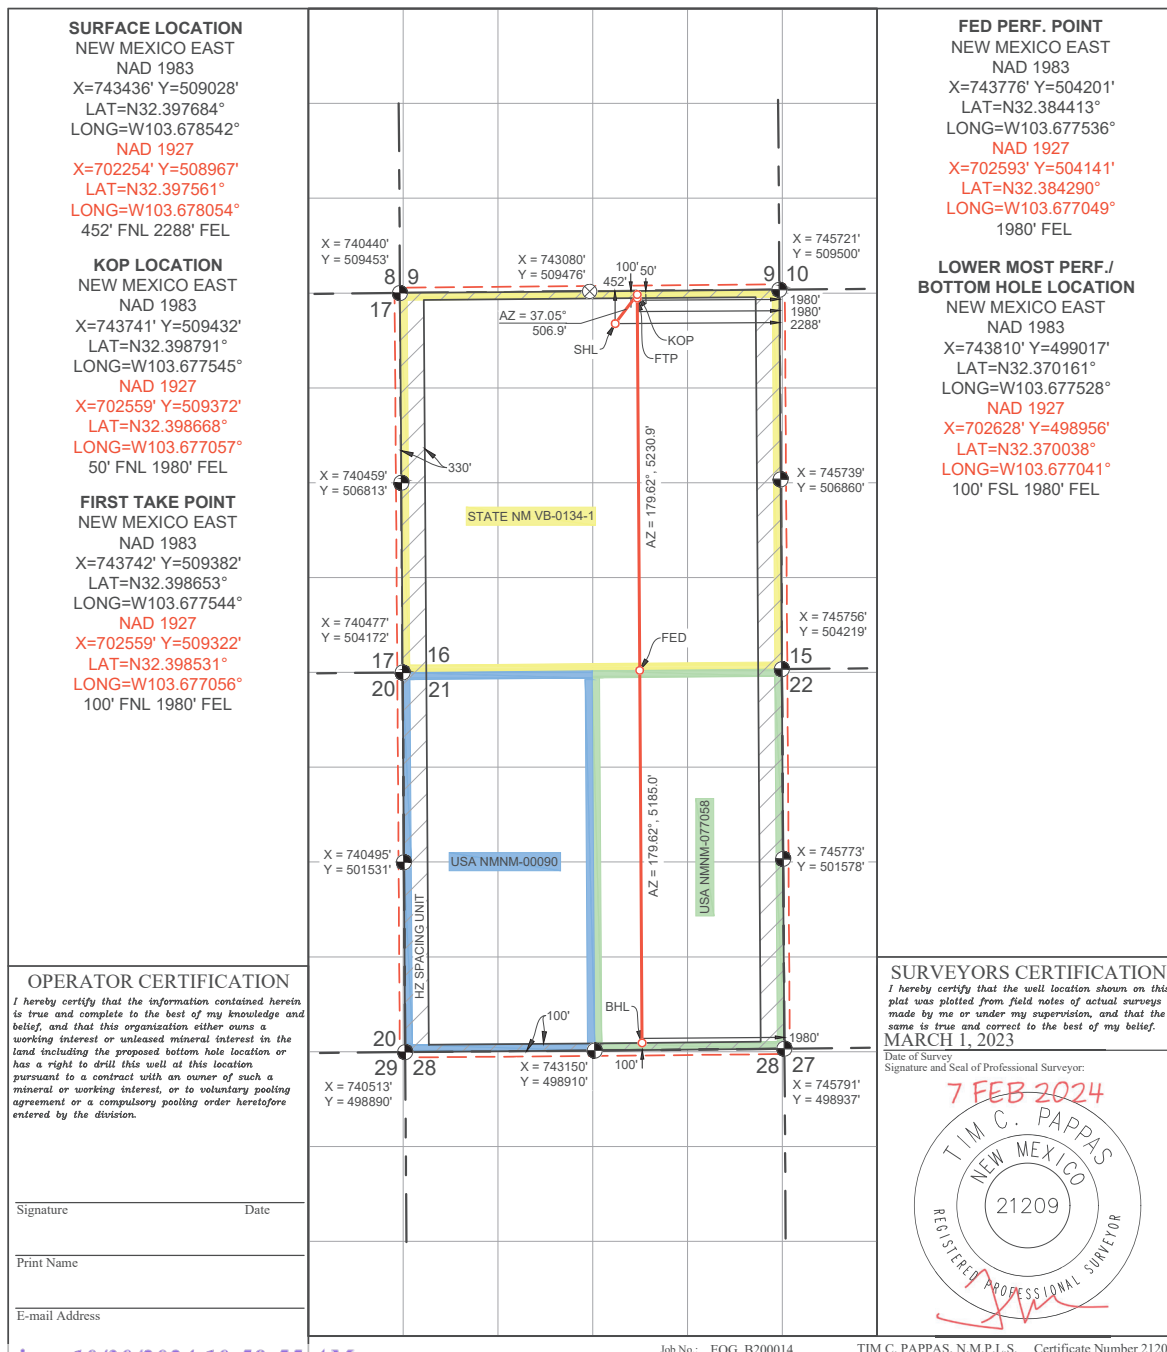 SURFACE LOCATION
NEW MEXICO EAST
NAD 1983
X=743436' Y=509028'
LAT=N32.397684°
LONG=W103.678542°
NAD 1927
X=702254' Y=508967'
LAT=N32.397561°
LONG=W103.678054°
452' FNL 2288' FEL
KOP LOCATION
NEW MEXICO EAST
NAD 1983
X=743741' Y=509432'
LAT=N32.398791°
LONG=W103.677545°
NAD 1927
X=702559' Y=509372'
LAT=N32.398668°
LONG=W103.677057°
50' FNL 1980' FEL
FIRST TAKE POINT
NEW MEXICO EAST
NAD 1983
X=743742' Y=509382'
LAT=N32.398653°
LONG=W103.677544°
NAD 1927
X=702559' Y=509322'
LAT=N32.398531°
LONG=W103.677056°
100' FNL 1980' FEL
OPERATOR CERTIFICATION
I hereby certify that the information contained herein
is true and complete to the best of my knowledge and
belief, and that this organization either owns a
working interest or unleased mineral interest in the
land including the proposed bottom hole location or
has a right to drill this well at this location
pursuant to a contract with an owner of such a
mineral or working interest, or to voluntary pooling
agreement or a compulsory pooling order heretofore
entered by the division.
Signature Date
Print Name
E-mail Address
X = 740440'
Y = 509453'
X = 743080'
Y = 509476'
X = 745721'
Y = 509500'
8 9
17
9 10
100'
50'
452'
AZ = 37.05°
506.9'
SHL
KOP
FTP
1980'
1980'
2288'
330'
X = 740459'
Y = 506813'
X = 745739'
Y = 506860'
STATE NM VB-0134-1
AZ = 179.62°, 5230.9'
X = 740477'
Y = 504172'
X = 745756'
Y = 504219'
FED
17 16
20 21
15
22
X = 740495'
Y = 501531'
X = 745773'
Y = 501578'
USA NMNM-00090
USA NMNM-077058
AZ = 179.62°, 5185.0'
HZ SPACING UNIT
BHL
100'
1980'
100'
20
29 28
28 27
X = 740513'
Y = 498890'
X = 743150'
Y = 498910'
X = 745791'
Y = 498937'
FED PERF. POINT
NEW MEXICO EAST
NAD 1983
X=743776' Y=504201'
LAT=N32.384413°
LONG=W103.677536°
NAD 1927
X=702593' Y=504141'
LAT=N32.384290°
LONG=W103.677049°
1980' FEL
LOWER MOST PERF./
BOTTOM HOLE LOCATION
NEW MEXICO EAST
NAD 1983
X=743810' Y=499017'
LAT=N32.370161°
LONG=W103.677528°
NAD 1927
X=702628' Y=498956'
LAT=N32.370038°
LONG=W103.677041°
100' FSL 1980' FEL
SURVEYORS CERTIFICATION
I hereby certify that the well location shown on this
plat was plotted from field notes of actual surveys
made by me or under my supervision, and that the
same is true and correct to the best of my belief.
MARCH 1, 2023
Date of Survey
Signature and Seal of Professional Surveyor:
7 FEB 2024
TIM C. PAPPAS
NEW MEXICO
21209
REGISTERED PROFESSIONAL SURVEYOR
Job No.: EOG_B200014
TIM C. PAPPAS, N.M.P.L.S. Certificate Number 2120